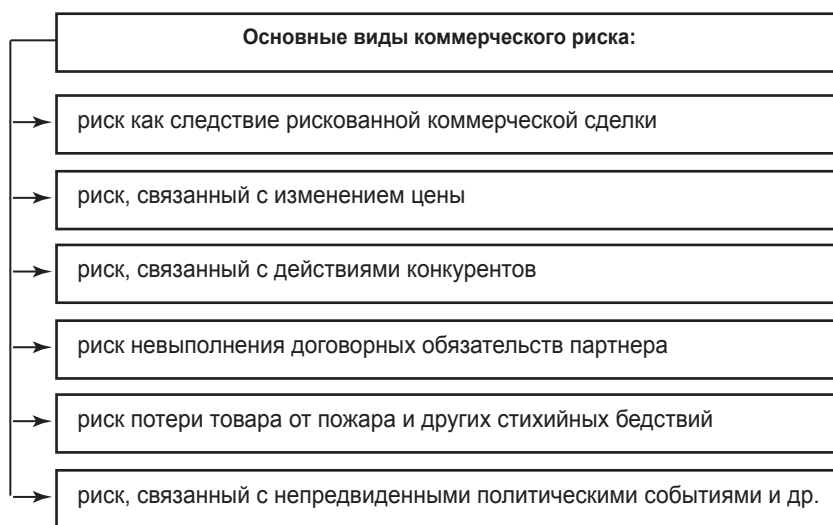 Основные виды коммерческого риска:
риск как следствие рискованной коммерческой сделки
риск, связанный с изменением цены
риск, связанный с действиями конкурентов
риск невыполнения договорных обязательств партнера
риск потери товара от пожара и других стихийных бедствий
риск, связанный с непредвиденными политическими событиями и др.